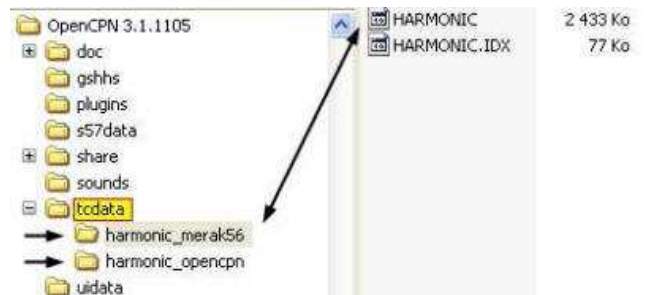 OpenCPN 3.1.1105
doc
gshhs
plugins
s57data
share
sounds
tcdata
harmonic_merak56
harmonic_opencpn
uidata
HARMONIC 2 433 Ko
HARMONIC.IDX 77 Ko